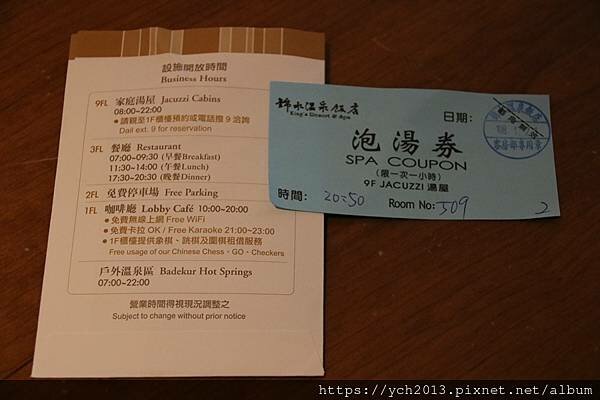 設施開放時間
Business Hours
9FL 家庭湯屋 Jacuzzi Cabins
08:00~22:00
●請親至1F櫃檯預約或電話撥 9 洽詢
Dail ext. 9 for reservation
3FL 餐廳 Restaurant
07:00~09:30 (早餐Breakfast)
11:30~14:00 (午餐Lunch)
17:30~20:30 (晚餐Dinner)
2FL 免費停車場 Free Parking
1FL 咖啡廳 Lobby Café 10:00~20:00
●免費無線上網 Free WiFi
●免費卡拉 OK / Free Karaoke 21:00~23:00
●1F櫃檯提供象棋、跳棋及圍棋租借服務
Free usage of our Chinese Chess、GO、Checkers
戶外溫泉區 Badekur Hot Springs
07:00~22:00
營業時間得視現況調整之
Subject to change without prior notice
錦水溫泉飯店
King's Resort & Spa
日期:
泡湯券
SPA COUPON
(限一次一小時)
9F JACUZZI 湯屋
時間: 20:50
Room No: 509
2
https://ych2013.pixnet.net/album